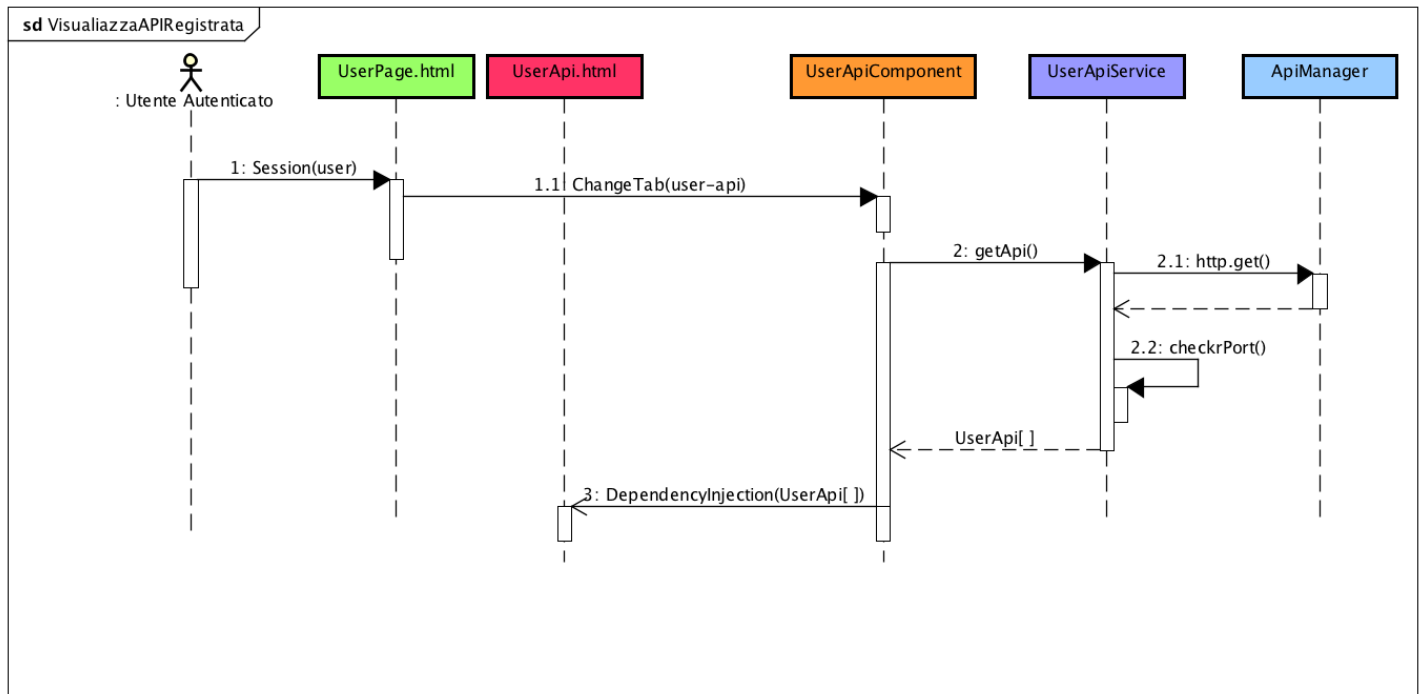 sd VisualiazzaAPIRegistrata
: Utente Autenticato
UserPage.html
UserApi.html
UserApiComponent
UserApiService
ApiManager
1: Session(user)
1.1: ChangeTab(user-api)
2: getApi()
2.1: http.get()
2.2: checkrPort()
UserApi[ ]
3: DependencyInjection(UserApi[ ])